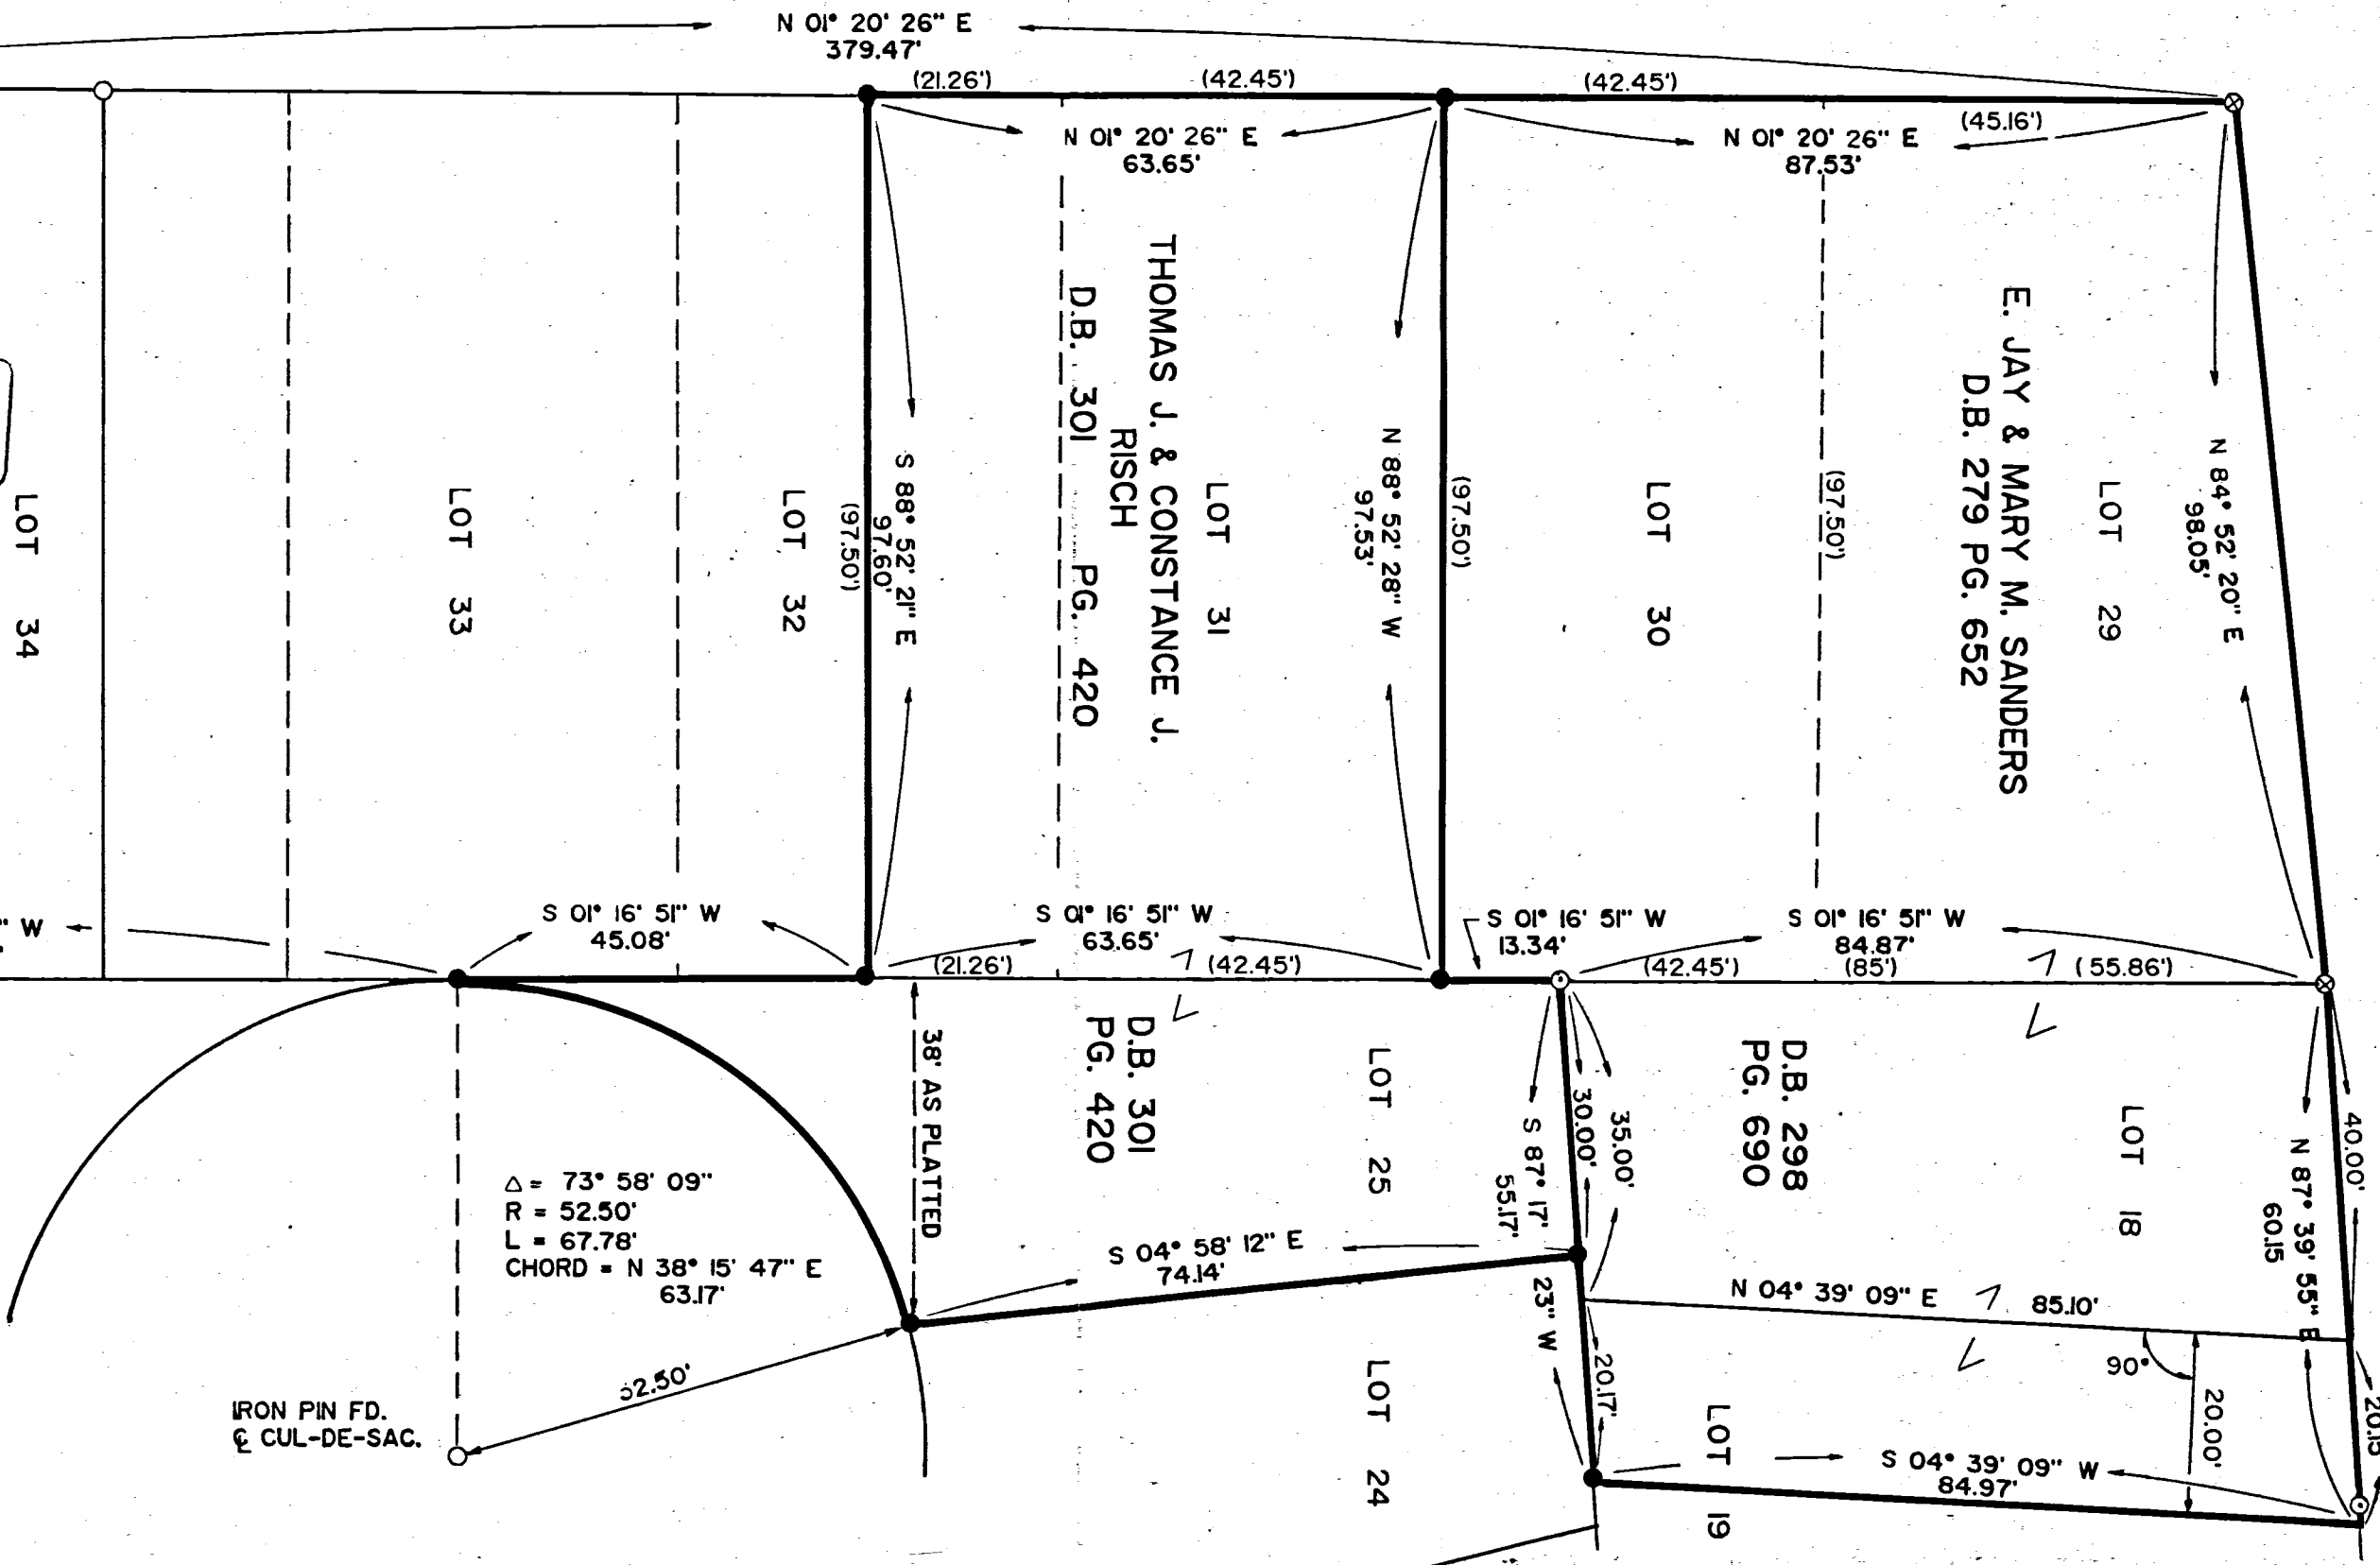 N 01° 20' 26" E
379.47'
(21.26')
(42.45')
(42.45')
(45.16')
N 01° 20' 26" E
63.65'
N 01° 20' 26" E
87.53'
LOT 34
LOT 33
LOT 32
(97.50')
S 88° 52' 21" E
97.60'
THOMAS J. & CONSTANCE J.
RISCH
D.B. 301 PG. 420
LOT 31
N 88° 52' 28" W
97.53'
(97.50')
LOT 30
(97.50')
E. JAY & MARY M. SANDERS
D.B. 279 PG. 652
LOT 29
N 84° 52' 20" E
98.05'
" W
S 01° 16' 51" W
45.08'
S 01° 16' 51" W
63.65'
(21.26')
(42.45')
S 01° 16' 51" W
13.34'
S 01° 16' 51" W
84.87'
(42.45')
(85')
(55.86')
38' AS PLATTED
D.B. 301
PG. 420
LOT 25
S 87° 17' 23" W
55.17'
30.00'
35.00'
D.B. 298
PG. 690
LOT 18
N 87° 39' 55" E
60.15
40.00'
Δ = 73° 58' 09"
R = 52.50'
L = 67.78'
CHORD = N 38° 15' 47" E
63.17'
S 04° 58' 12" E
74.14'
N 04° 39' 09" E 85.10'
90°
20.00'
20.15
20.17'
52.50'
IRON PIN FD.
℄ CUL-DE-SAC.
LOT 24
LOT 19
S 04° 39' 09" W
84.97'